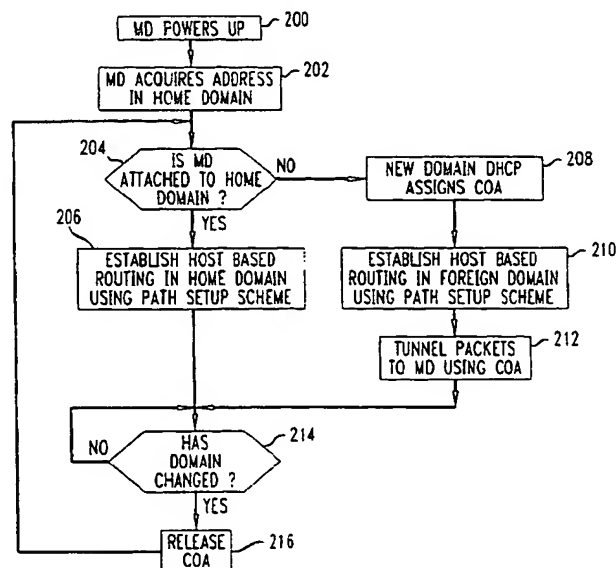 MD POWERS UP
200
MD ACQUIRES ADDRESS
IN HOME DOMAIN
202
204
IS MD
ATTACHED TO HOME
DOMAIN ?
NO
YES
NEW DOMAIN DHCP
ASSIGNS COA
208
206
ESTABLISH HOST BASED
ROUTING IN HOME DOMAIN
USING PATH SETUP SCHEME
ESTABLISH HOST BASED
ROUTING IN FOREIGN DOMAIN
USING PATH SETUP SCHEME
210
TUNNEL PACKETS
TO MD USING COA
212
NO
HAS
DOMAIN
CHANGED ?
214
YES
RELEASE
COA
216